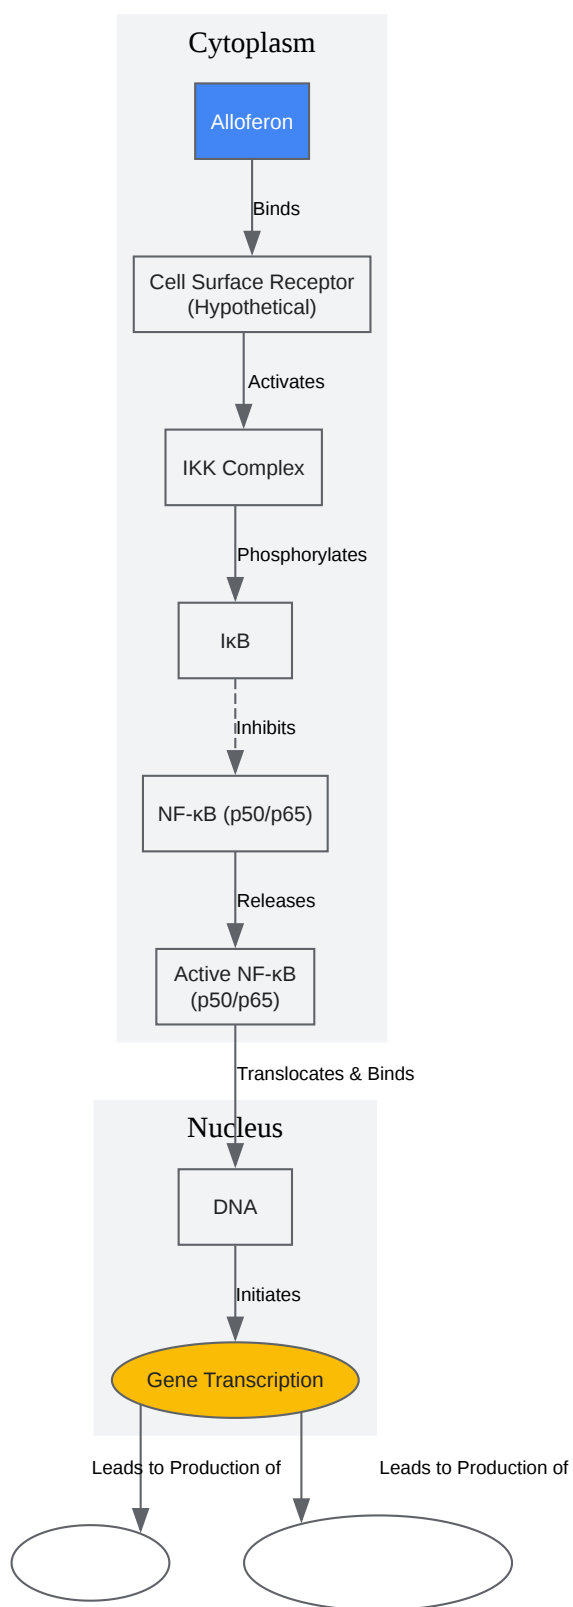 Cytoplasm
Alloferon
Binds
Cell Surface Receptor
(Hypothetical)
Activates
IKK Complex
Phosphorylates
IκB
Inhibits
NF-κB (p50/p65)
Releases
Active NF-κB
(p50/p65)
Translocates & Binds
Nucleus
DNA
Initiates
Gene Transcription
Leads to Production of
Leads to Production of